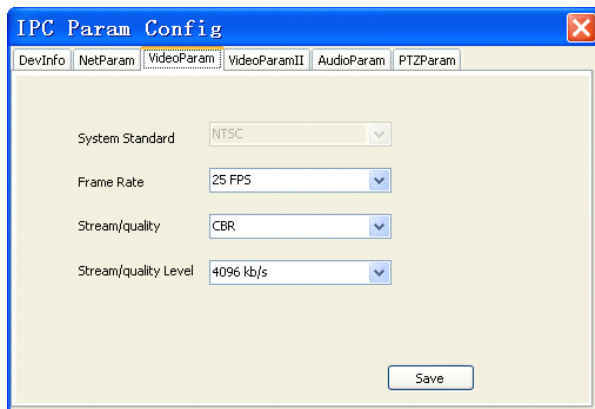 IPC Param Config
DevInfo NetParam VideoParam VideoParamII AudioParam PTZParam
System Standard NTSC
Frame Rate 25 FPS
Stream/quality CBR
Stream/quality Level 4096 kb/s
Save